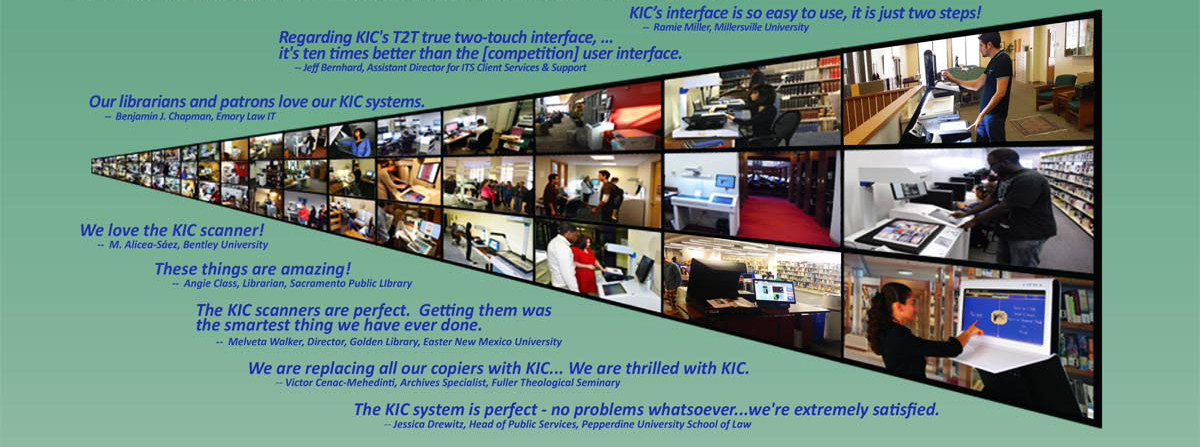 KIC's interface is so easy to use, it is just two steps!
-- Ramie Miller, Millersville University
Regarding KIC's T2T true two-touch interface, ...
it's ten times better than the [competition] user interface.
-- Jeff Bernhard, Assistant Director for ITS Client Services & Support
Our librarians and patrons love our KIC systems.
-- Benjamin J. Chapman, Emory Law IT
We love the KIC scanner!
-- M. Alicea-Sáez, Bentley University
These things are amazing!
-- Angie Class, Librarian, Sacramento Public LIbrary
The KIC scanners are perfect. Getting them was
the smartest thing we have ever done.
-- Melveta Walker, Director, Golden Library, Easter New Mexico University
We are replacing all our copiers with KIC... We are thrilled with KIC.
-- Victor Cenac-Mehedinti, Archives Specialist, Fuller Theological Seminary
The KIC system is perfect - no problems whatsoever...we're extremely satisfied.
-- Jessica Drewitz, Head of Public Services, Pepperdine University School of Law